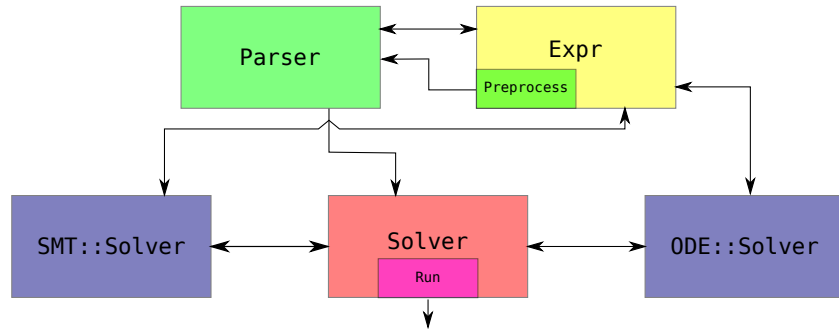 Parser
Expr
Preprocess
SMT::Solver
Solver
ODE::Solver
Run